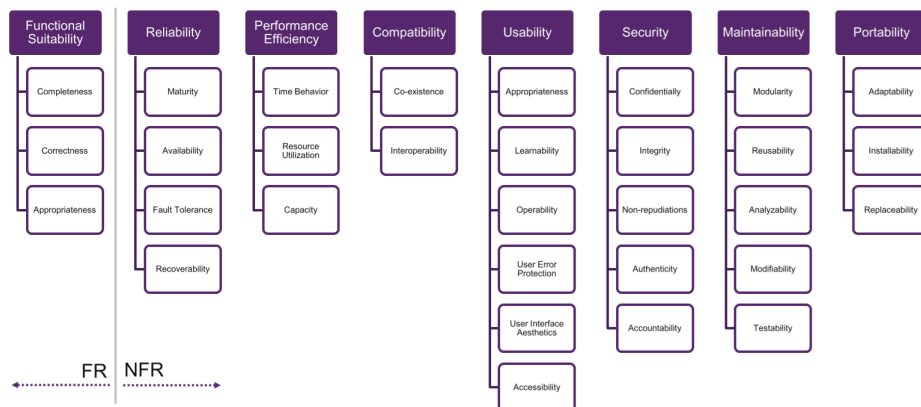 Functional
Suitability
Completeness
Correctness
Appropriateness
Reliability
Maturity
Availability
Fault Tolerance
Recoverability
Performance
Efficiency
Time Behavior
Resource
Utilization
Capacity
Compatibility
Co-existence
Interoperability
Usability
Appropriateness
Learnability
Operability
User Error
Protection
User Interface
Aesthetics
Accessibility
Security
Confidentially
Integrity
Non-repudiations
Authenticity
Accountability
Maintainability
Modularity
Reusability
Analyzability
Modifiability
Testability
Portability
Adaptability
Installability
Replaceability
FR
NFR